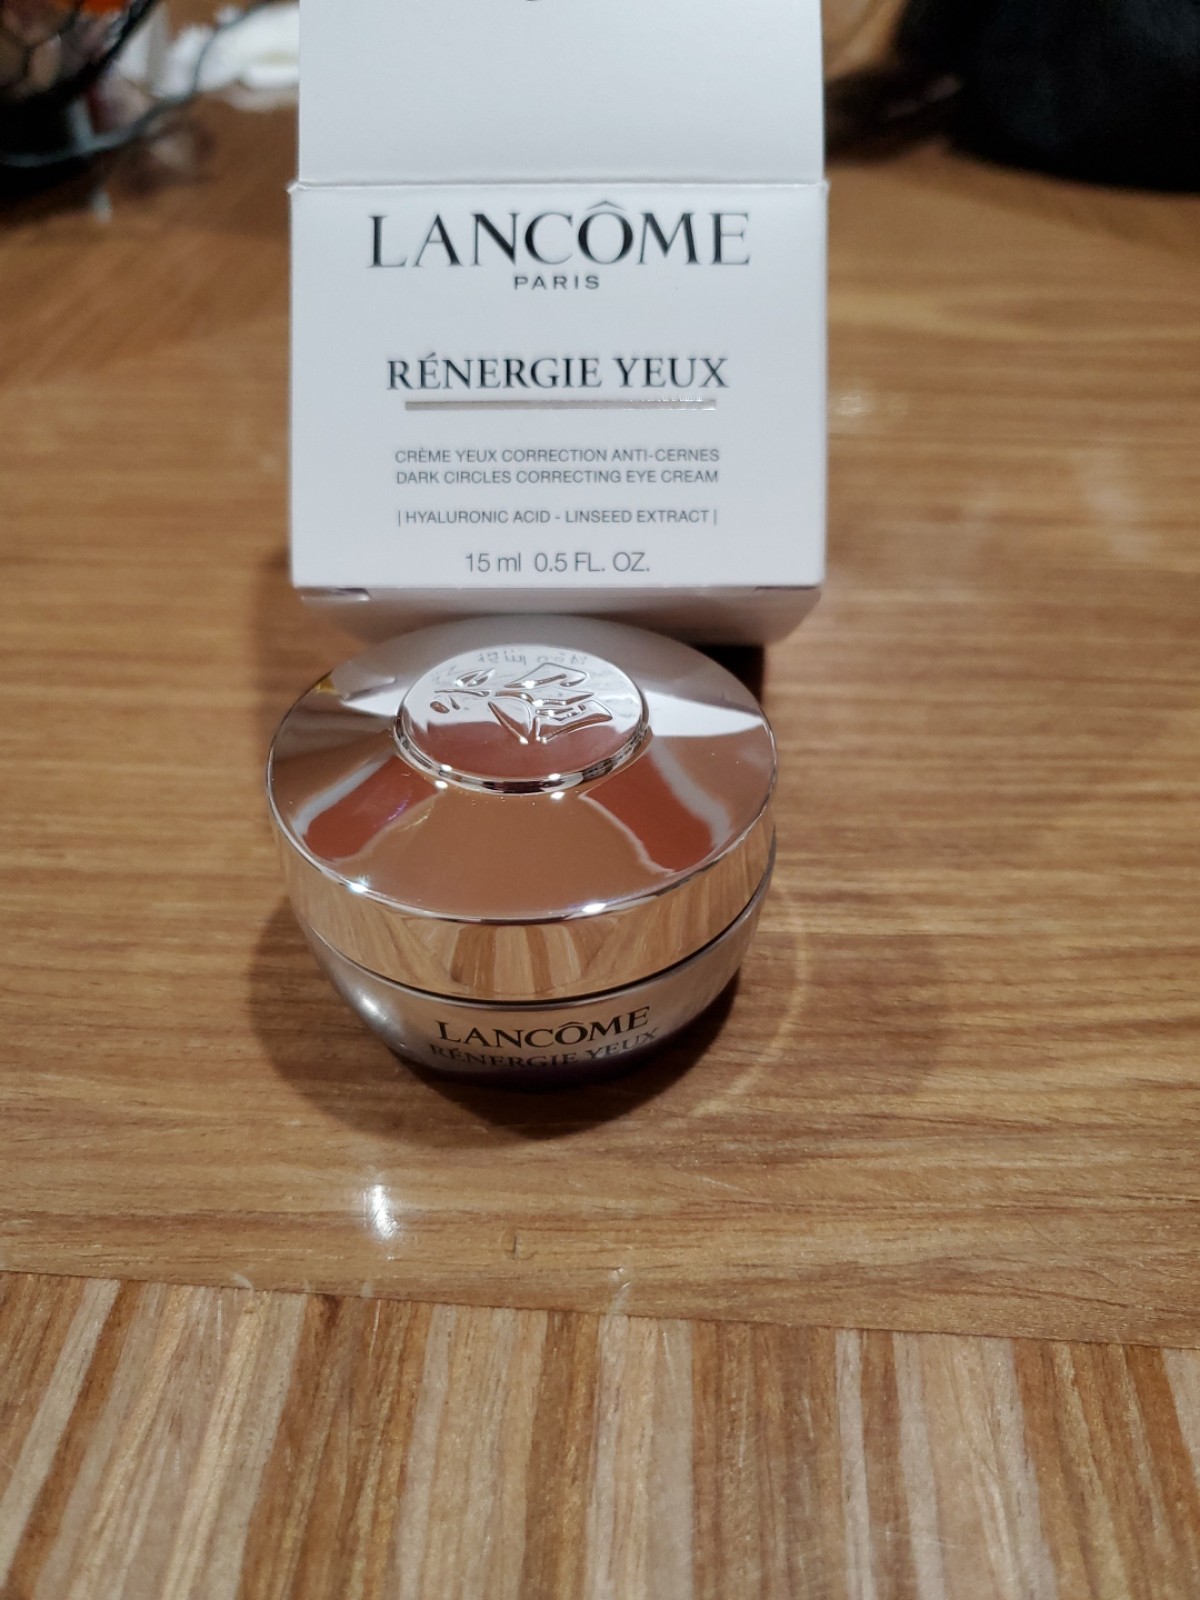 LANCÔME
PARIS
RÉNERGIE YEUX
CRÈME YEUX CORRECTION ANTI-CERNES
DARK CIRCLES CORRECTING EYE CREAM
| HYALURONIC ACID - LINSEED EXTRACT |
15 ml 0.5 FL. OZ.
LANCÔME
RÉNERGIE YEUX